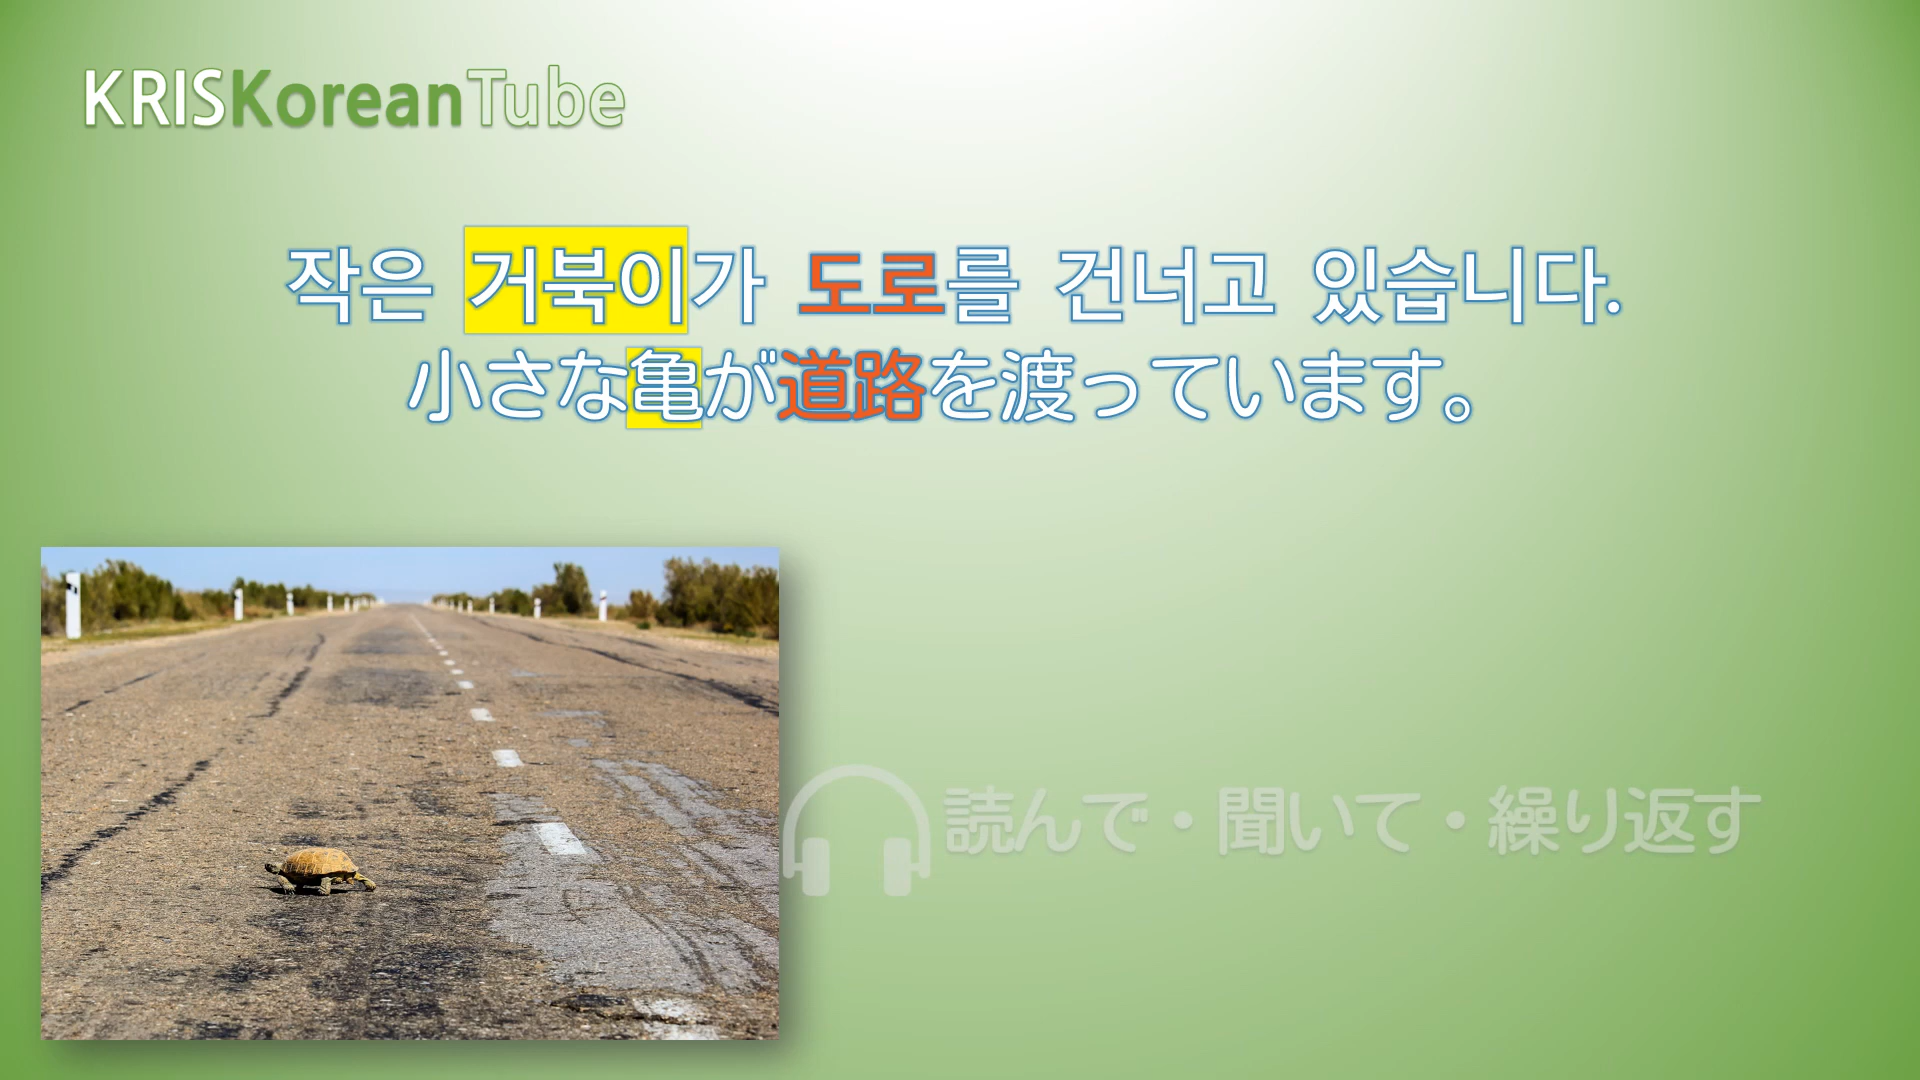 KRISKoreanTube
작은 거북이가 도로를 건너고 있습니다.
小さな亀が道路を渡っています。
読んで・聞いて・繰り返す